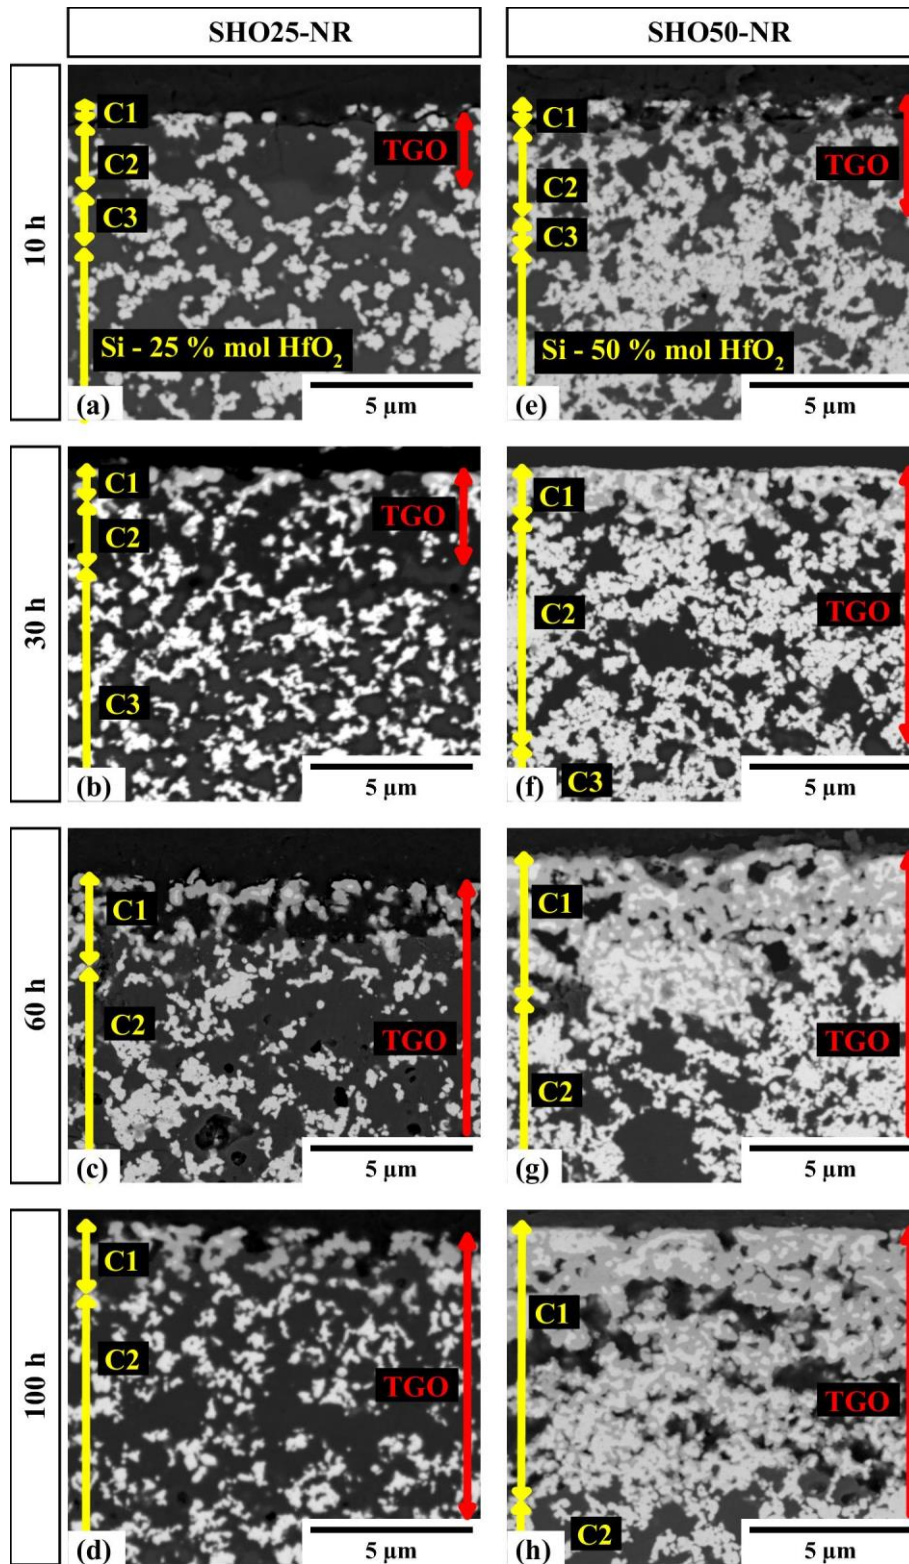 SHO25-NR
SHO50-NR
10 h
C1
C2
C3
TGO
Si - 25 % mol HfO₂
(a)
5 µm
C1
C2
C3
TGO
Si - 50 % mol HfO₂
(e)
5 µm
30 h
C1
C2
C3
TGO
(b)
5 µm
C1
C2
TGO
C3
(f)
5 µm
60 h
C1
C2
TGO
(c)
5 µm
C1
C2
TGO
(g)
5 µm
100 h
C1
C2
TGO
(d)
5 µm
C1
TGO
C2
(h)
5 µm